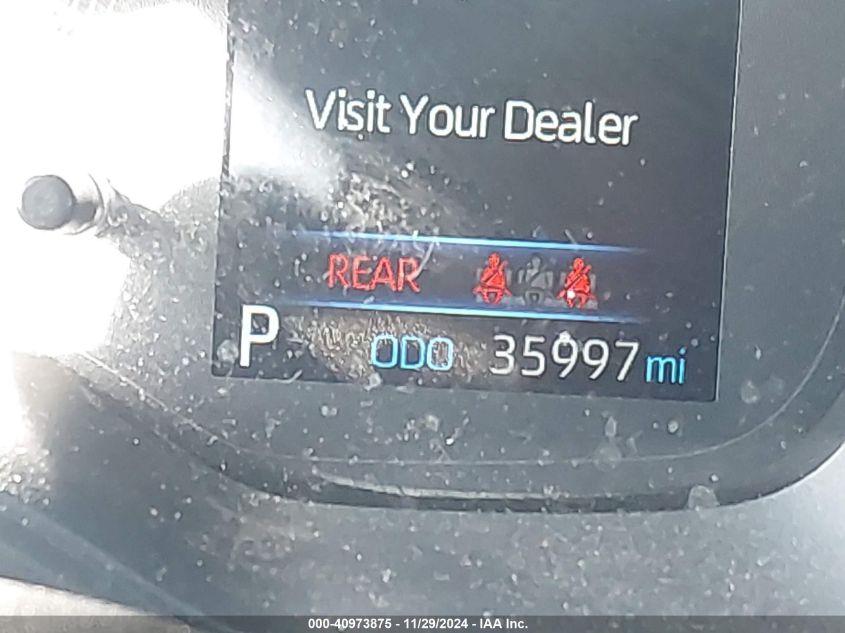 Visit Your Dealer
REAR
P ODO 35997 mi
000-40973875 - 11/29/2024 - IAA Inc.